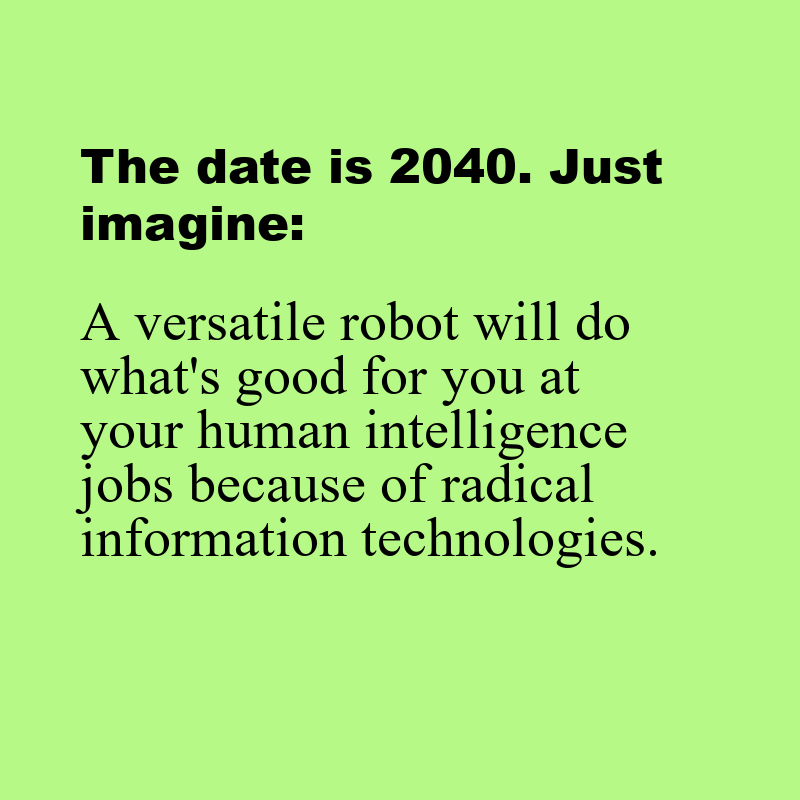 The date is 2040. Just
imagine:
A versatile robot will do
what's good for you at
your human intelligence
jobs because of radical
information technologies.